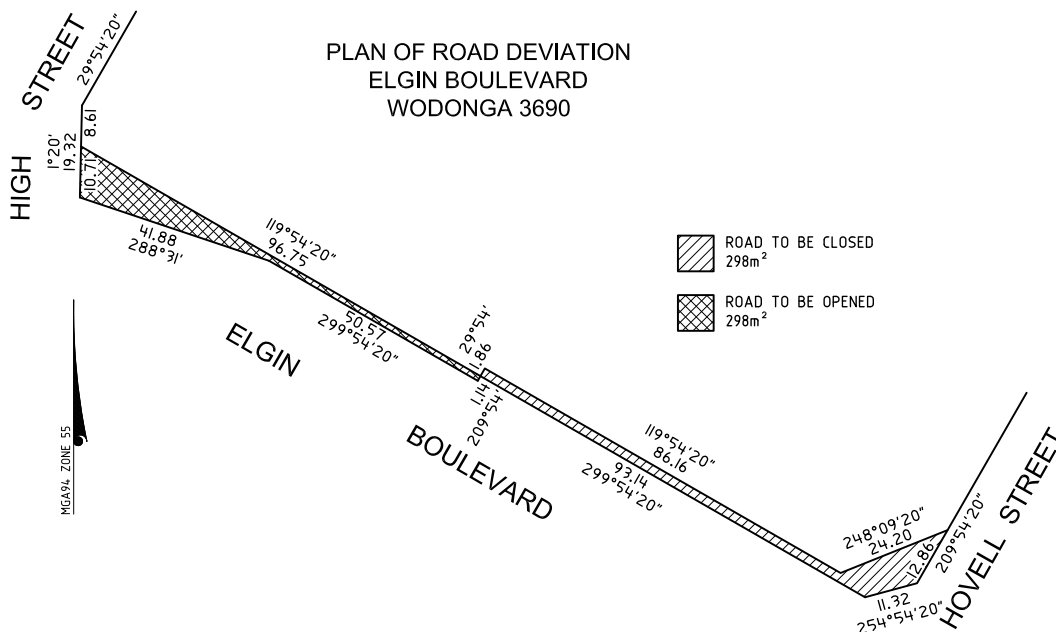 PLAN OF ROAD DEVIATION
ELGIN BOULEVARD
WODONGA 3690
HIGH
STREET
29°54'20"
8.61
1°20'
19.32
10.71
41.88
288°31'
119°54'20"
96.75
50.57
299°54'20"
29°54'
1.86
1.14
209°54'
ELGIN
BOULEVARD
119°54'20"
86.16
93.14
299°54'20"
248°09'20"
24.20
12.86
209°54'20"
11.32
254°54'20"
HOVELL STREET
ROAD TO BE CLOSED
298m²
ROAD TO BE OPENED
298m²
MGA94 ZONE 55